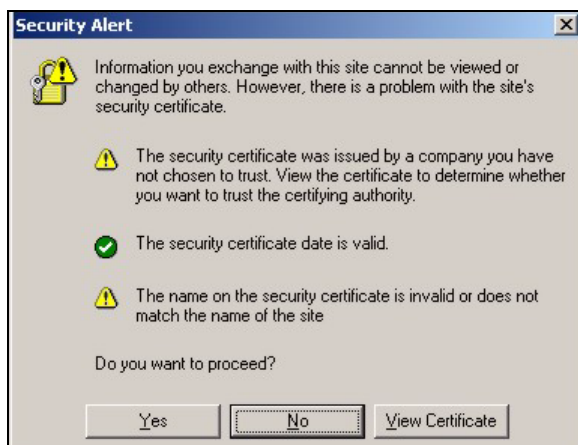 Security Alert
Information you exchange with this site cannot be viewed or
changed by others. However, there is a problem with the site's
security certificate.
The security certificate was issued by a company you have
not chosen to trust. View the certificate to determine whether
you want to trust the certifying authority.
The security certificate date is valid.
The name on the security certificate is invalid or does not
match the name of the site
Do you want to proceed?
Yes No View Certificate